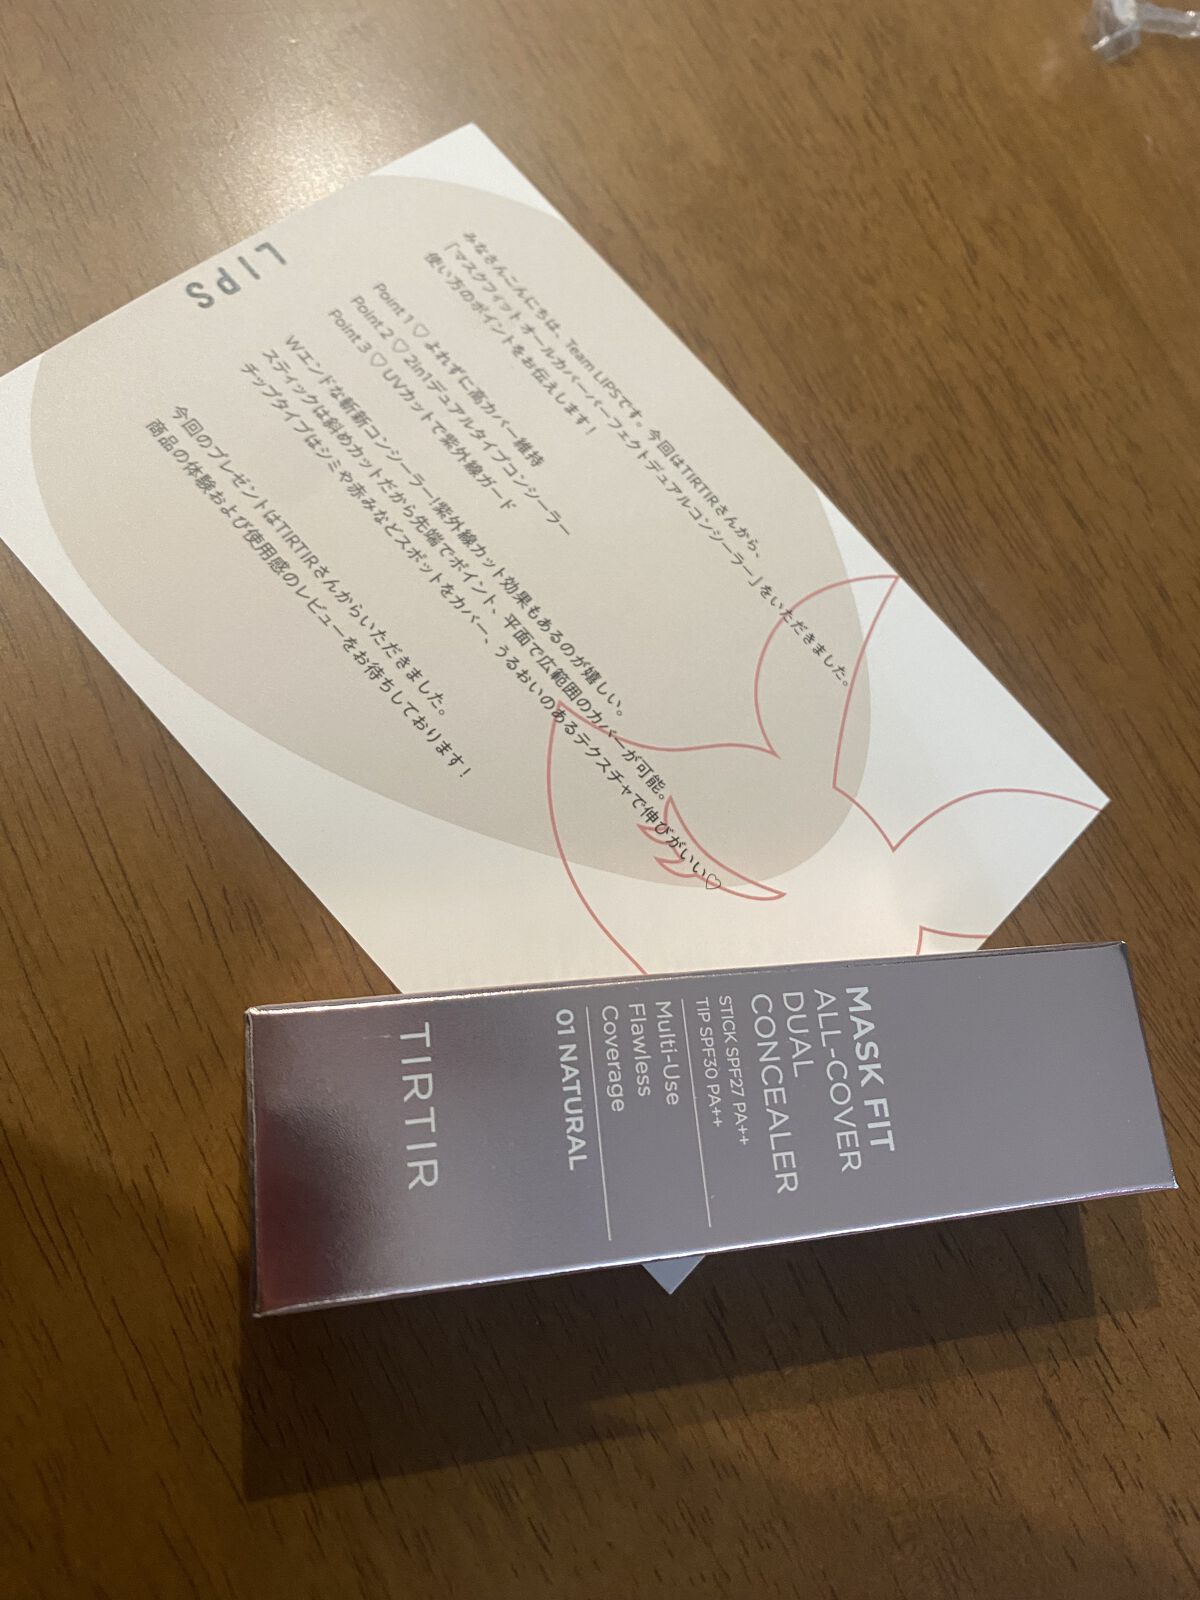 みなさんこんにちは、Team LIPSです。今回はTIRTIRさんから、
「マスクフィット オールカバーパーフェクトデュアルコンシーラー」をいただきました。
使い方のポイントをお伝えします！
Point 1 ♡ よれずに高カバー維持
Point 2 ♡ 2in1デュアルタイプコンシーラー
Point 3 ♡ UVカットで紫外線ガード
Wエンドな斬新コンシーラー!紫外線カット効果もあるのが嬉しい。
スティックは斜めカットだから先端でポイント、平面で広範囲のカバーが可能。
チップタイプはシミや赤みなどスポットをカバー、うるおいのあるテクスチャで伸びがいい♡
今回のプレゼントはTIRTIRさんからいただきました。
商品の体験および使用感のレビューをお待ちしております！
LIPS
MASK FIT
ALL-COVER
DUAL
CONCEALER
STICK SPF27 PA++
TIP SPF30 PA++
Multi-Use
Flawless
Coverage
01 NATURAL
TIRTIR